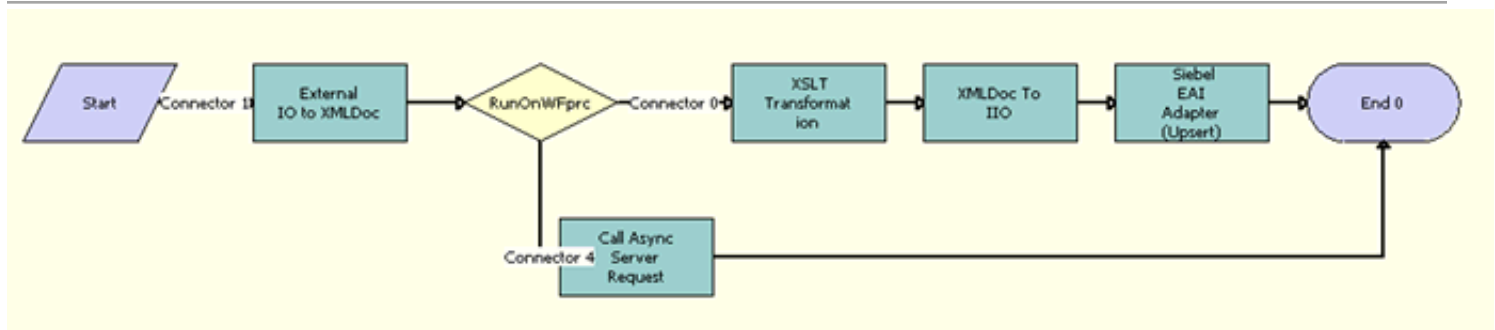 Start
Connector 1
External
IO to XMLDoc
RunOnWFprc
Connector 0
XSLT
Transformat
ion
XMLDoc To
IIO
Siebel
EAI
Adapter
(Upsert)
End 0
Connector 4
Call Async
Server
Request